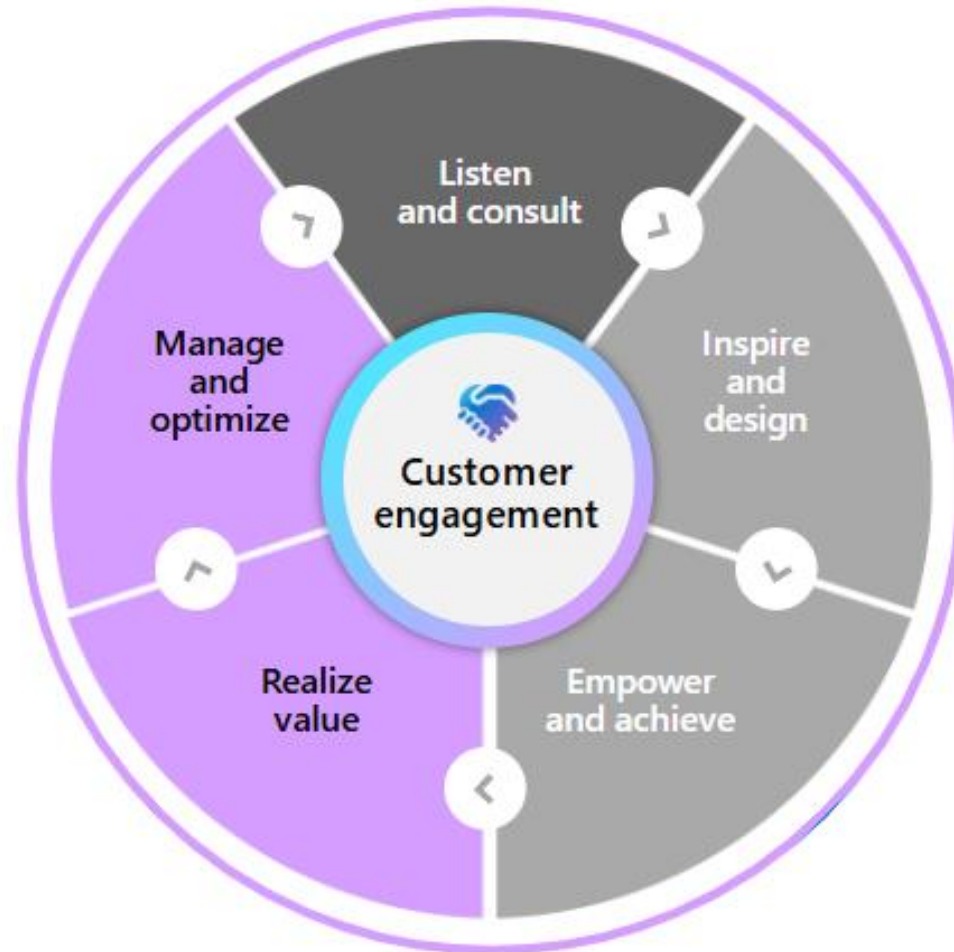 Listen
and consult
Inspire
and
design
Empower
and achieve
Realize
value
Manage
and
optimize
Customer
engagement